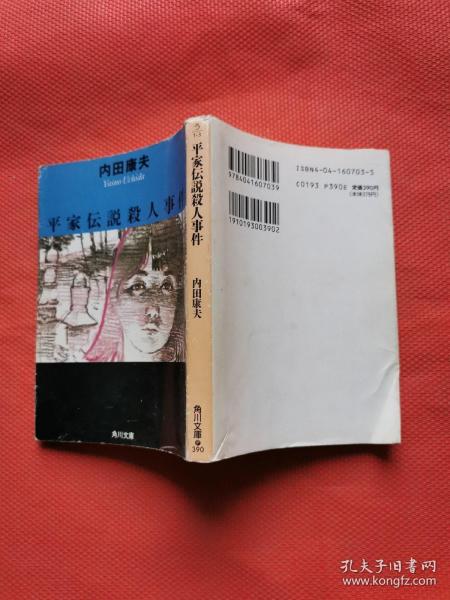 内田康夫
Yasuo Uchida
平家伝説殺人事件
角川文庫
平家伝説殺人事件
内田康夫
角川文庫
390
9784041607039
1910193003902
ISBN4-04-160703-5
C0193 P390E
定価390円
孔夫子旧书网
www.kongfz.com